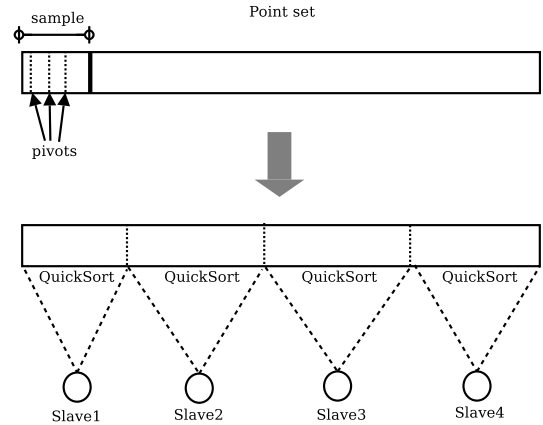 Point set
sample
pivots
QuickSort QuickSort QuickSort QuickSort
Slave1 Slave2 Slave3 Slave4